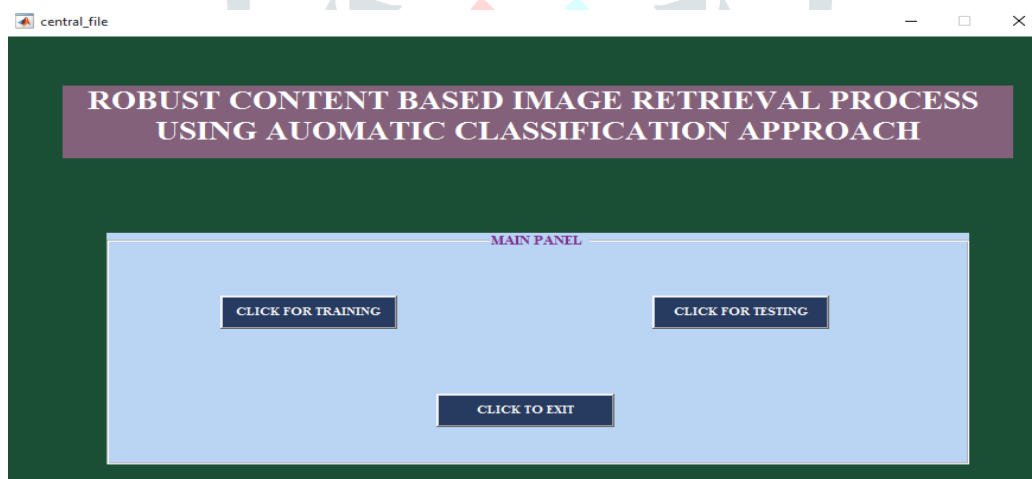 central_file
ROBUST CONTENT BASED IMAGE RETRIEVAL PROCESS
USING AUOMATIC CLASSIFICATION APPROACH
MAIN PANEL
CLICK FOR TRAINING
CLICK FOR TESTING
CLICK TO EXIT